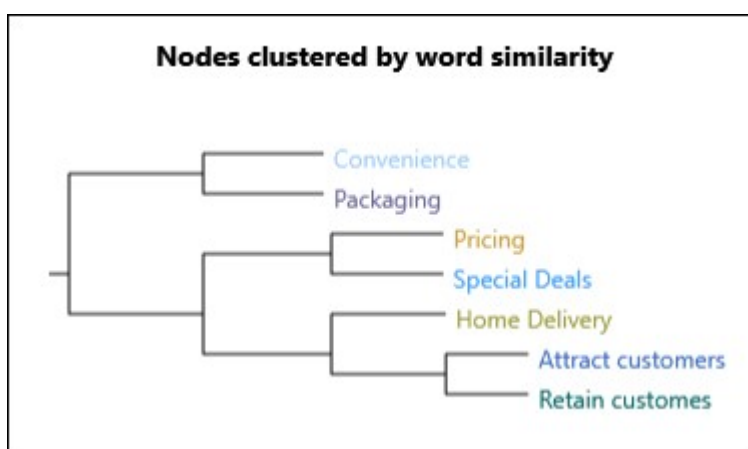 Nodes clustered by word similarity
Convenience
Packaging
Pricing
Special Deals
Home Delivery
Attract customers
Retain customes